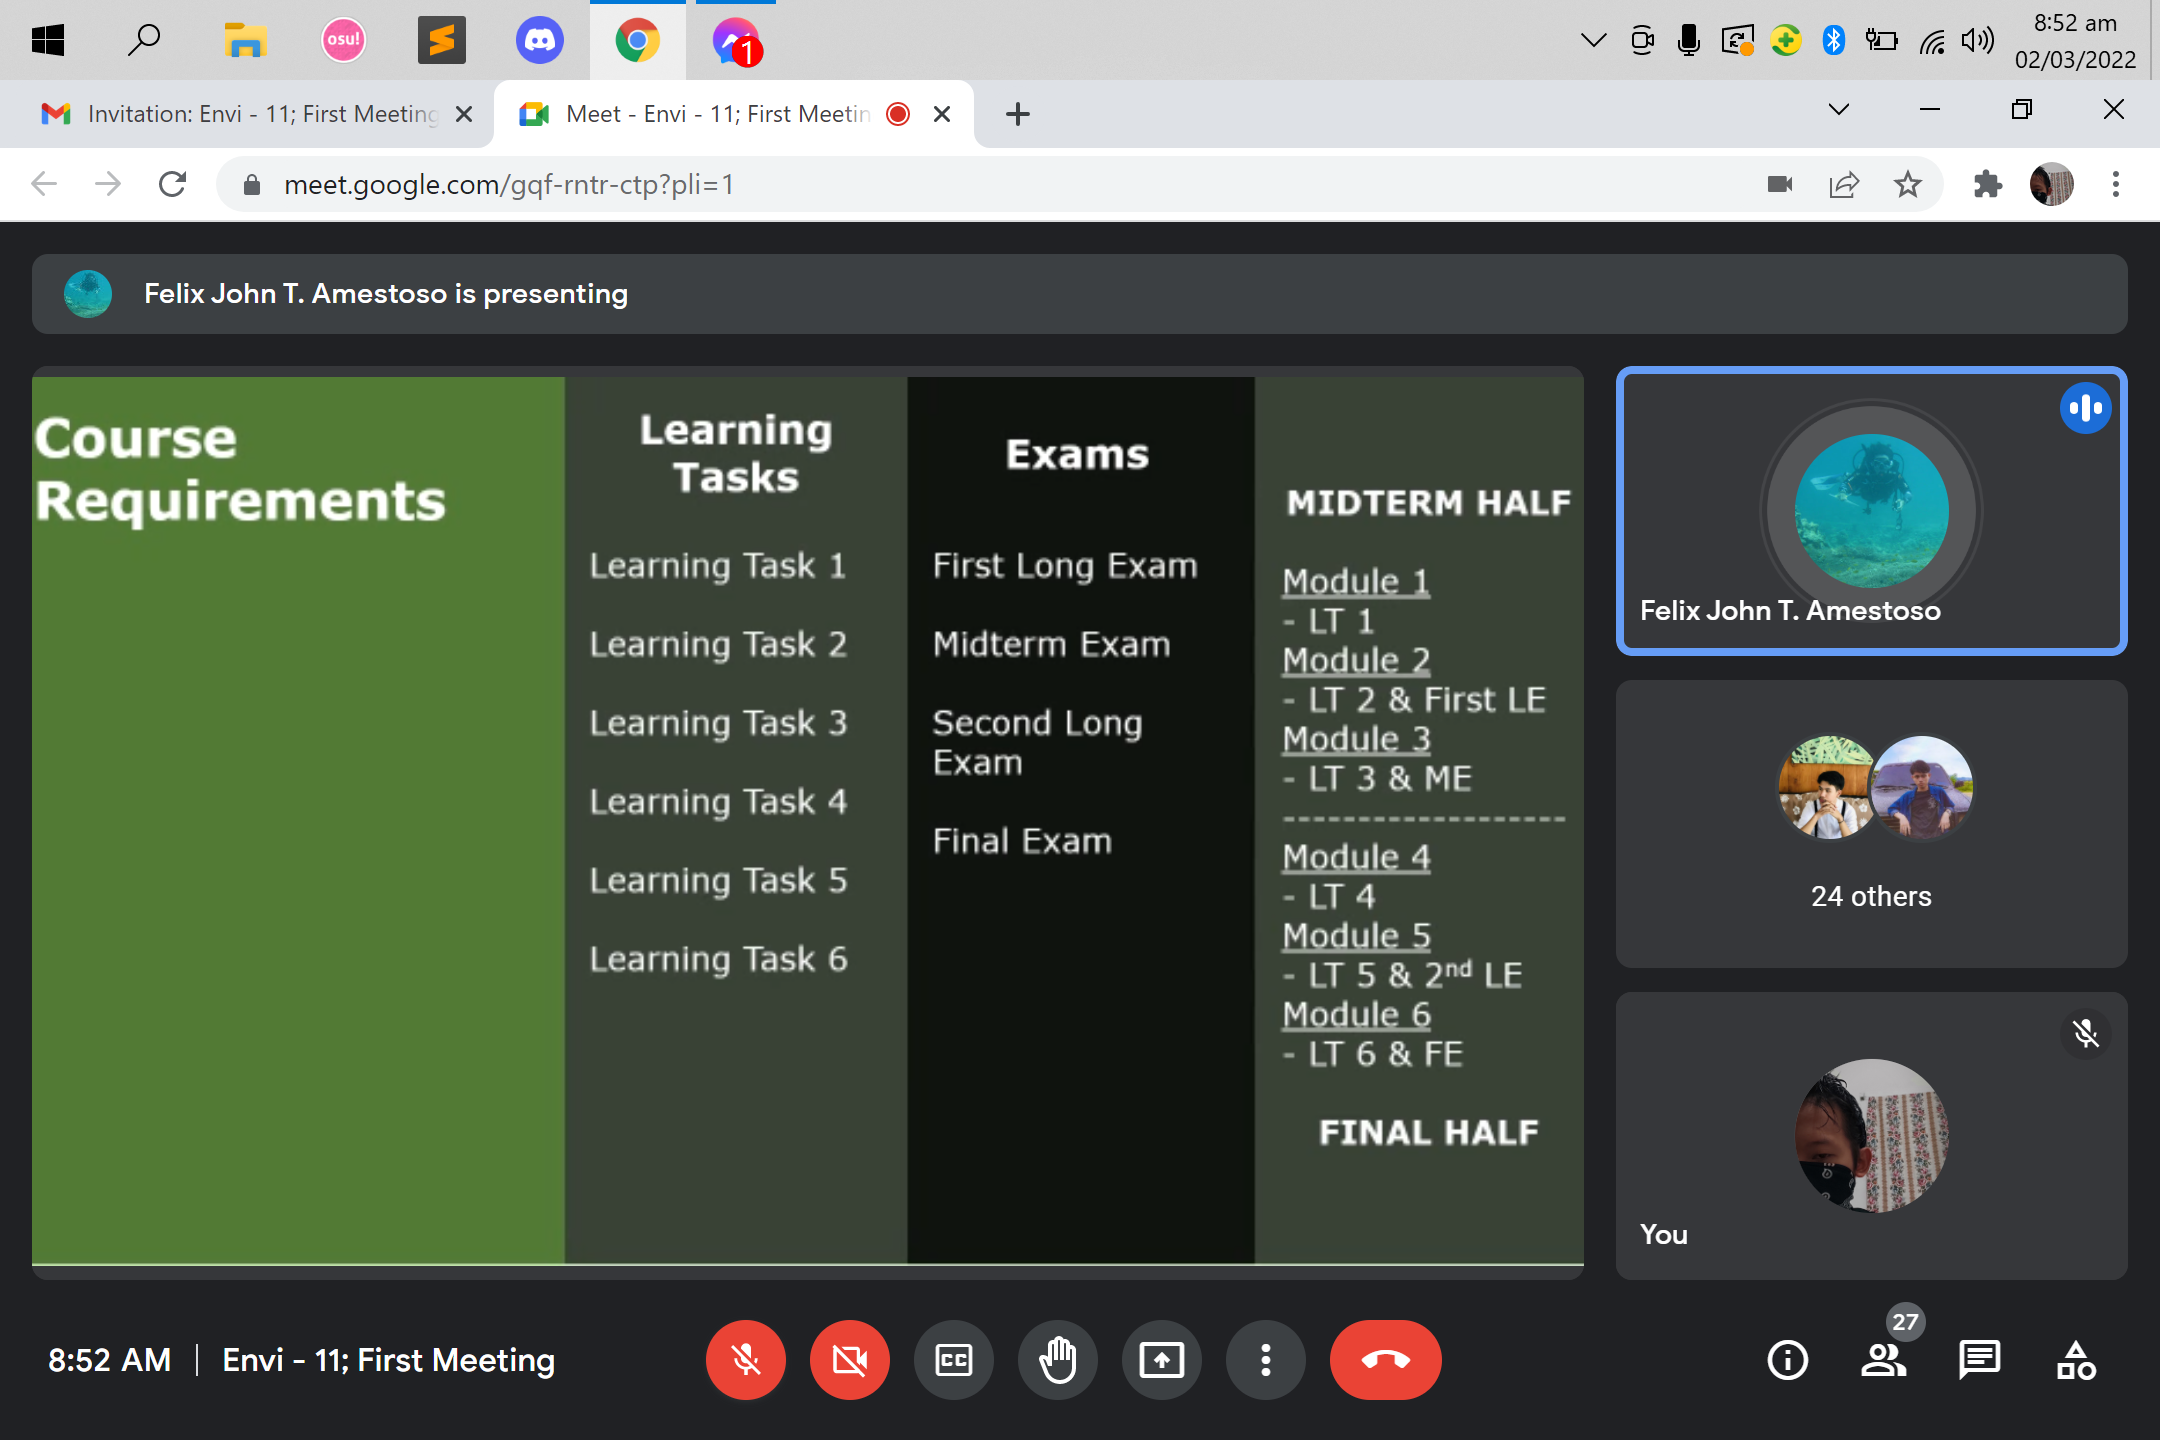 osu!
1
8:52 am
02/03/2022
Invitation: Envi - 11; First Meeting
Meet - Envi - 11; First Meetin
meet.google.com/gqf-rntr-ctp?pli=1
Felix John T. Amestoso is presenting
Course
Requirements
Learning
Tasks
Learning Task 1
Learning Task 2
Learning Task 3
Learning Task 4
Learning Task 5
Learning Task 6
Exams
First Long Exam
Midterm Exam
Second Long
Exam
Final Exam
MIDTERM HALF
Module 1
- LT 1
Module 2
- LT 2 & First LE
Module 3
- LT 3 & ME
-------------------
Module 4
- LT 4
Module 5
- LT 5 & 2nd LE
Module 6
- LT 6 & FE
FINAL HALF
Felix John T. Amestoso
24 others
You
8:52 AM | Envi - 11; First Meeting
CC
27